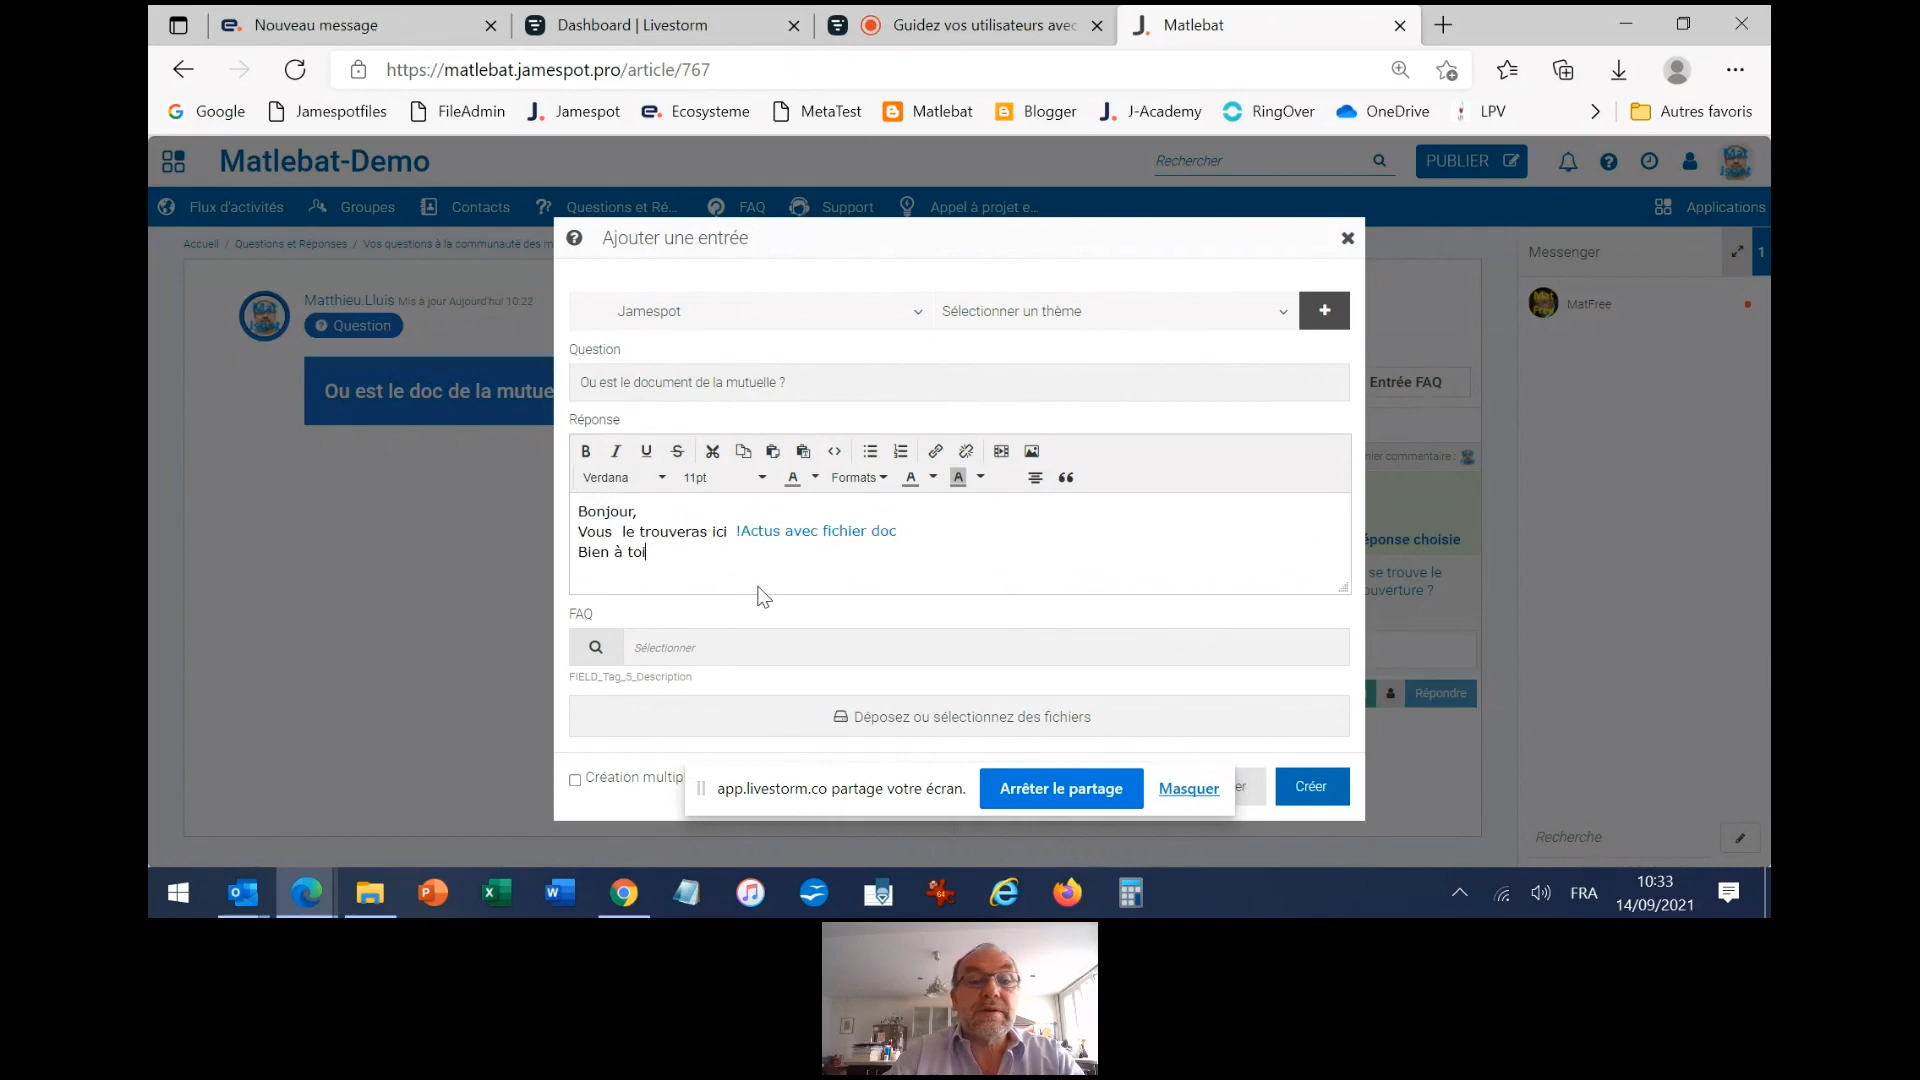 Nouveau message
Dashboard | Livestorm
Guidez vos utilisateurs avec
Matlebat
https://matlebat.jamespot.pro/article/767
Google
Jamespotfiles
FileAdmin
Jamespot
Ecosysteme
MetaTest
Matlebat
Blogger
J-Academy
RingOver
OneDrive
LPV
Autres favoris
Matlebat-Demo
Rechercher
PUBLIER
Flux d'activités
Groupes
Contacts
Questions et Ré...
FAQ
Support
Appel à projet e...
Applications
Accueil / Questions et Réponses / Vos questions à la communauté des m
Ajouter une entrée
Messenger
1
Matthieu.Lluis Mis à jour Aujourd'hui 10:22
Question
MatFree
Jamespot
Sélectionner un thème
Question
Ou est le document de la mutuelle ?
Ou est le doc de la mutue
Entrée FAQ
Réponse
Verdana
11pt
Formats
nier commentaire :
Bonjour,
Vous le trouveras ici !Actus avec fichier doc
Bien à toi
éponse choisie
se trouve le
ouverture ?
FAQ
Sélectionner
FIELD_Tag_5_Description
Répondre
Déposez ou sélectionnez des fichiers
Création multip
app.livestorm.co partage votre écran.
Arrêter le partage
Masquer
er
Créer
Recherche
FRA
10:33
14/09/2021